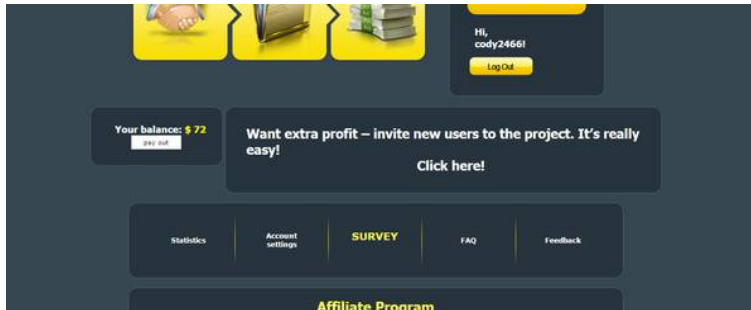 Hi,
cody2466!
Log Out
Your balance: $ 72
pay out
Want extra profit – invite new users to the project. It's really
easy!
Click here!
Statistics
Account
settings
SURVEY
FAQ
Feedback
Affiliate Program